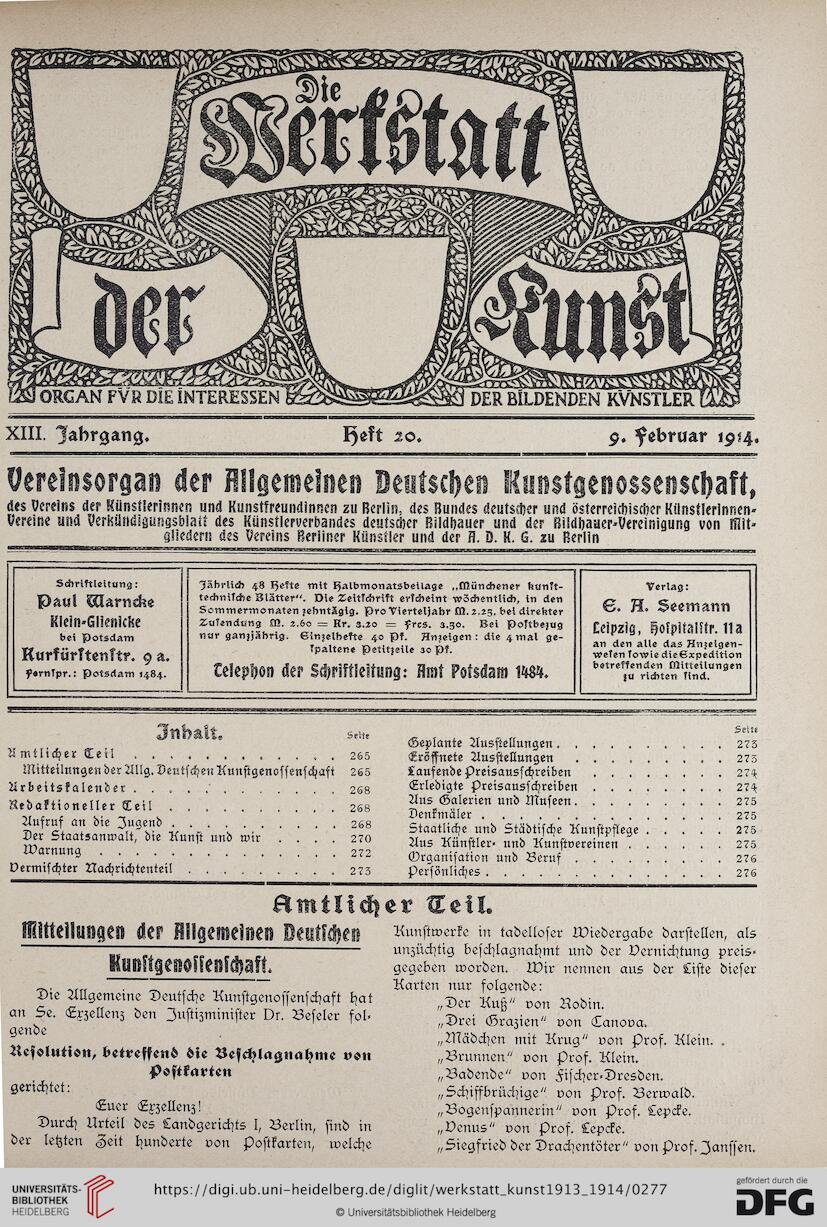 Die
Werkstatt
der Kunst
ORGAN FVR DIE INTERESSEN DER BILDENDEN KVNSTLER
XIII. Jahrgang. Heft 20. 9. Februar 1914.
Vereinsorgan der Allgemeinen Deutschen Kunstgenossenschaft,
des Vereins der Künstlerinnen und Kunstfreundinnen zu Berlin, des Bundes deutscher und österreichischer Künstlerinnen-
Vereine und Verkündigungsblatt des Künstlerverbandes deutscher Bildhauer und der Bildhauer-Vereinigung von Mit-
gliedern des Vereins Berliner Künstler und der A. D. K. G. zu Berlin
Schriftleitung:
Paul Warncke
Klein-Glienicke
bei Potsdam
Kurfürstenstr. 9a.
Fernspr.: Potsdam 1484.
Jährlich 48 Hefte mit Halbmonatsbeilage „Münchener kunst-
technische Blätter“. Die Zeitschrift erscheint wöchentlich, in den
Sommermonaten zehntägig. Pro Vierteljahr M. 2.25, bei direkter
Zusendung M. 2.60 = Kr. 3.20 = Frcs. 3.50. Bei Postbezug
nur ganzjährig. Einzelhefte 40 Pf. Anzeigen: die 4mal ge-
spaltene Petitzeile 30 Pf.
Telephon der Schriftleitung: Amt Potsdam 1484.
Verlag:
E. A. Seemann
Leipzig, Hospitalstr. 11a
an den alle das Anzeigen-
wesen sowie die Expedition
betreffenden Mitteilungen
zu richten sind.
Inhalt. Seite
Amtlicher Teil . . . . . . . . . . . 265
Mitteilungen der Allg. Deutschen Kunstgenossenschaft 265
Arbeitskalender . . . . . . . . . . . 268
Redaktioneller Teil . . . . . . . . . 268
Aufruf an die Jugend . . . . . . . . . 268
Der Staatsanwalt, die Kunst und wir . . . . 270
Warnung . . . . . . . . . . . . 272
Vermischter Nachrichtenteil . . . . . . . . 273
Seite
Geplante Ausstellungen . . . . . . . . . 273
Eröffnete Ausstellungen . . . . . . . . 273
Laufende Preisausschreiben . . . . . . . 274
Erledigte Preisausschreiben . . . . . . . 274
Aus Galerien und Museen . . . . . . . . 275
Denkmäler . . . . . . . . . . . . 275
Staatliche und Städtische Kunstpflege . . . . . 275
Aus Künstler- und Kunstvereinen . . . . . . 275
Organisation und Beruf . . . . . . . . 276
Persönliches . . . . . . . . . . . . 276
Amtlicher Teil.
Mitteilungen der Allgemeinen Deutschen
Kunstgenossenschaft.
Die Allgemeine Deutsche Kunstgenossenschaft hat
an Se. Exzellenz den Justizminister Dr. Beseler fol-
gende
Resolution, betreffend die Beschlagnahme von
Postkarten
gerichtet:
Euer Exzellenz!
Durch Urteil des Landgerichts I, Berlin, sind in
der letzten Zeit hunderte von Postkarten, welche
Kunstwerke in tadelloser Wiedergabe darstellen, als
unzüchtig beschlagnahmt und der Vernichtung preis-
gegeben worden. Wir nennen aus der Liste dieser
Karten nur folgende:
„Der Kuß“ von Rodin.
„Drei Grazien“ von Canova.
„Mädchen mit Krug“ von Prof. Klein.
„Brunnen“ von Prof. Klein.
„Badende“ von Fischer-Dresden.
„Schiffbrüchige“ von Prof. Berwald.
„Bogenspannerin“ von Prof. Lepcke.
„Venus“ von Prof. Lepcke.
„Siegfried der Drachentöter“ von Prof. Janssen.
UNIVERSITÄTS-
BIBLIOTHEK
HEIDELBERG
https://digi.ub.uni-heidelberg.de/diglit/werkstatt_kunst1913_1914/0277
© Universitätsbibliothek Heidelberg
gefördert durch die
DFG